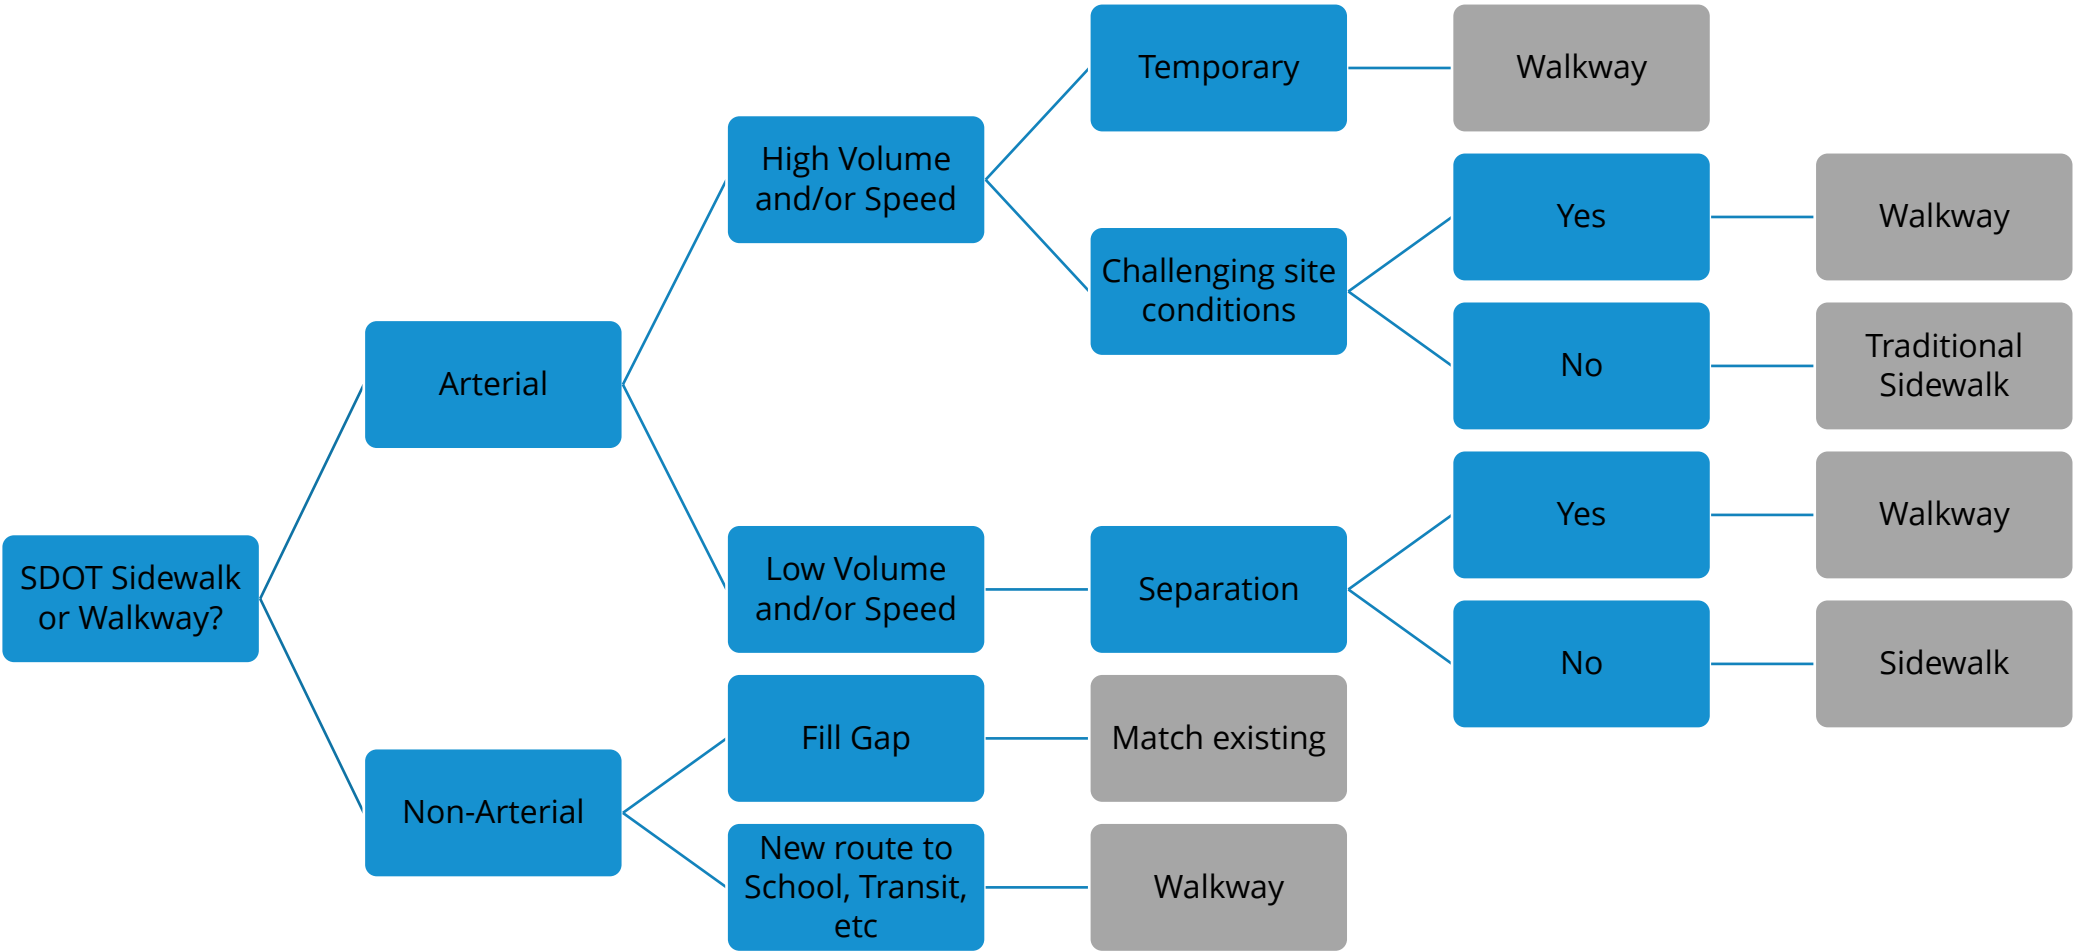 SDOT Sidewalk
or Walkway?
Arterial
High Volume
and/or Speed
Temporary
Walkway
Challenging site
conditions
Yes
Walkway
No
Traditional
Sidewalk
Low Volume
and/or Speed
Separation
Yes
Walkway
No
Sidewalk
Non-Arterial
Fill Gap
Match existing
New route to
School, Transit,
etc
Walkway